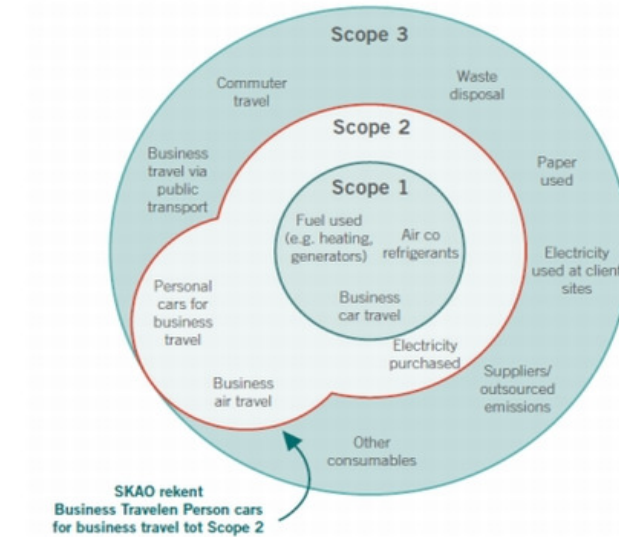 Scope 3
Commuter
travel
Waste
disposal
Scope 2
Business
travel via
public
transport
Paper
used
Scope 1
Fuel used
(e.g. heating,
generators)
Air co
refrigerants
Business
car travel
Electricity
used at client
sites
Personal
cars for
business
travel
Electricity
purchased
Business
air travel
Suppliers/
outsourced
emissions
Other
consumables
SKAO rekent
Business Travelen Person cars
for business travel tot Scope 2